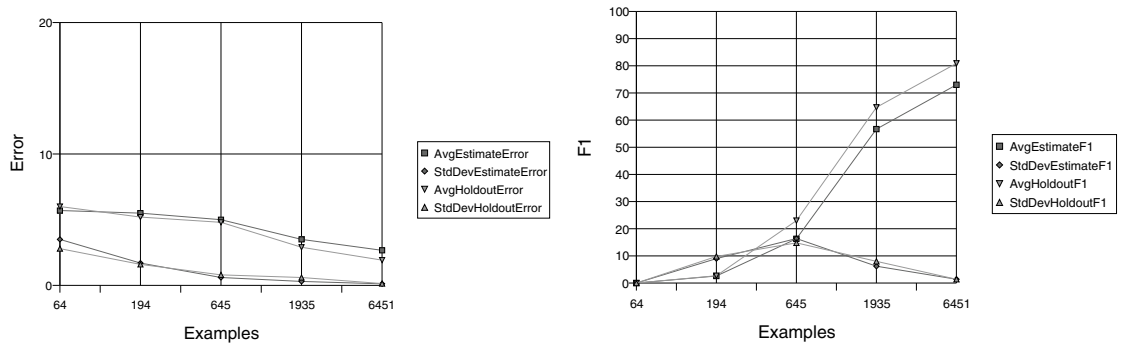 20
10
0
Error
64 194 645 1935 6451
Examples
AvgEstimateError
StdDevEstimateError
AvgHoldoutError
StdDevHoldoutError
100
90
80
70
60
50
40
30
20
10
0
F1
64 194 645 1935 6451
Examples
AvgEstimateF1
StdDevEstimateF1
AvgHoldoutF1
StdDevHoldoutF1